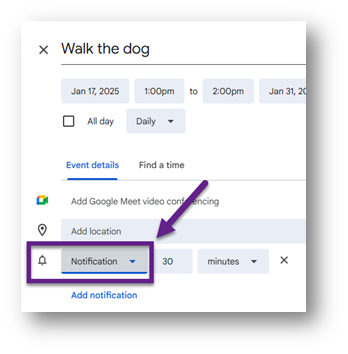 Walk the dog
Jan 17, 2025 1:00pm to 2:00pm Jan 31, 20
All day Daily
Event details Find a time
Add Google Meet video conferencing
Add location
Notification 30 minutes
Add notification